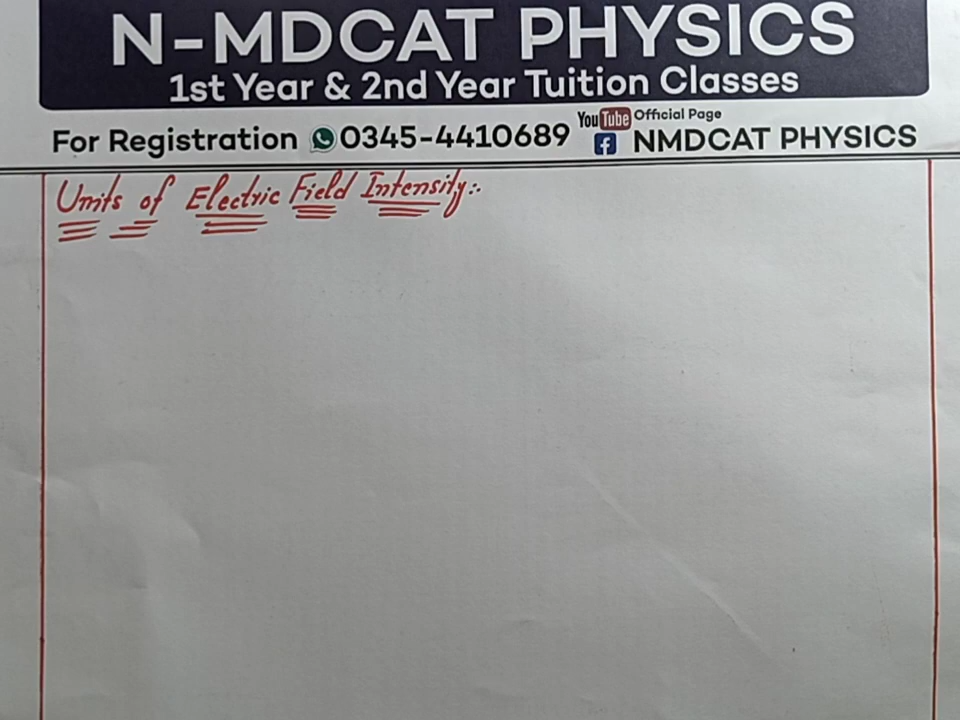 N-MDCAT PHYSICS
1st Year & 2nd Year Tuition Classes
For Registration 0345-4410689 YouTube Official Page
NMDCAT PHYSICS
Units of Electric Field Intensity:-